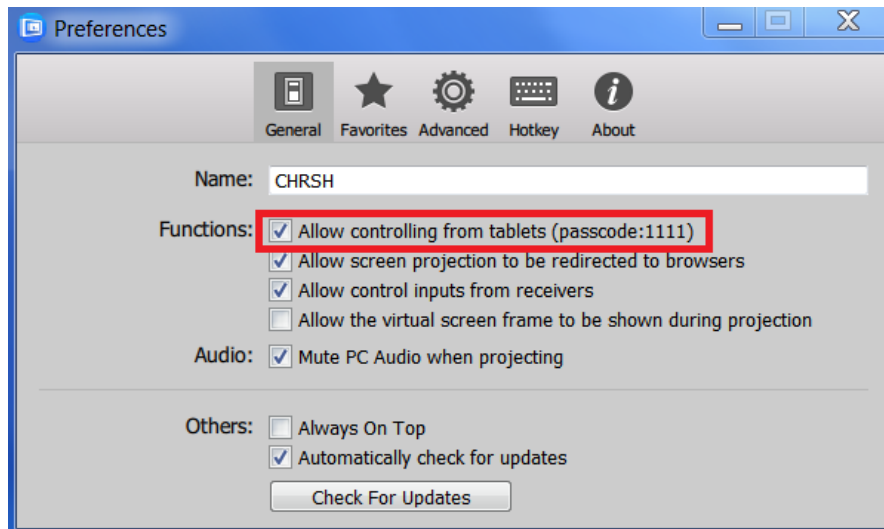 Preferences
General Favorites Advanced Hotkey About
Name: CHRSH
Functions: Allow controlling from tablets (passcode:1111)
Allow screen projection to be redirected to browsers
Allow control inputs from receivers
Allow the virtual screen frame to be shown during projection
Audio: Mute PC Audio when projecting
Others: Always On Top
Automatically check for updates
Check For Updates